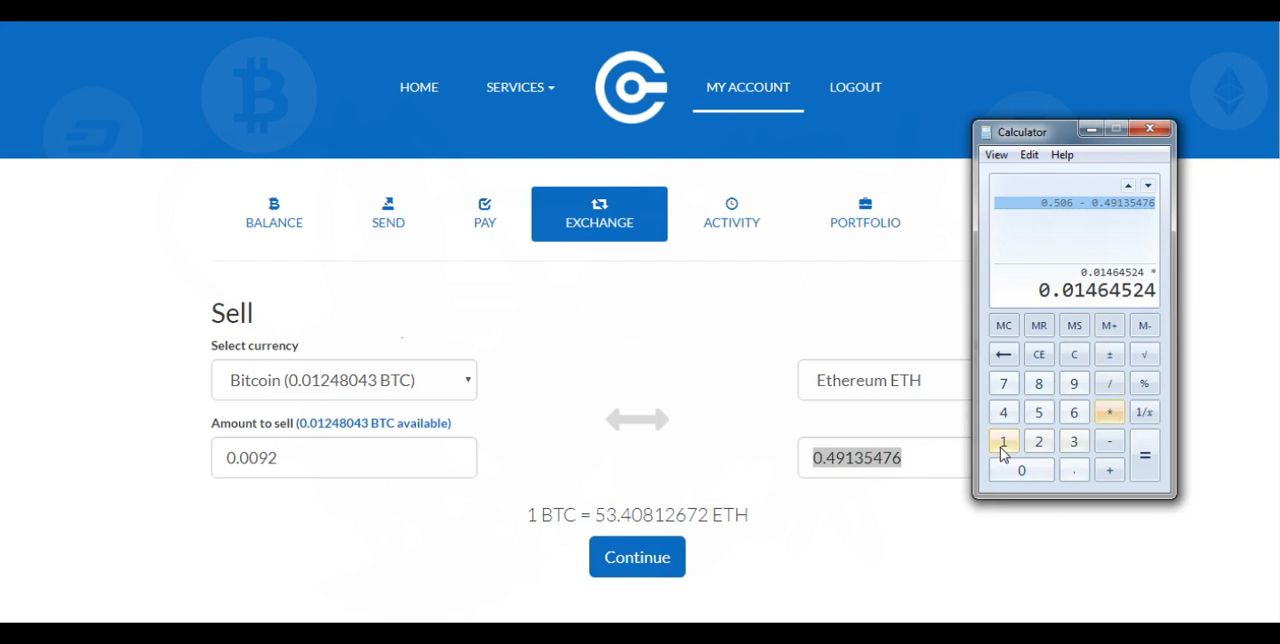 HOME SERVICES MY ACCOUNT LOGOUT
BALANCE SEND PAY EXCHANGE ACTIVITY PORTFOLIO
Sell
Select currency
Bitcoin (0.01248043 BTC) Ethereum ETH
Amount to sell (0.01248043 BTC available)
0.0092 0.49135476
1 BTC = 53.40812672 ETH
Continue
Calculator
View Edit Help
0.506 - 0.49135476
0.01464524 *
0.01464524
MC MR MS M+ M-
← CE C ± √
7 8 9 / %
4 5 6 * 1/x
1 2 3 - =
0 . +